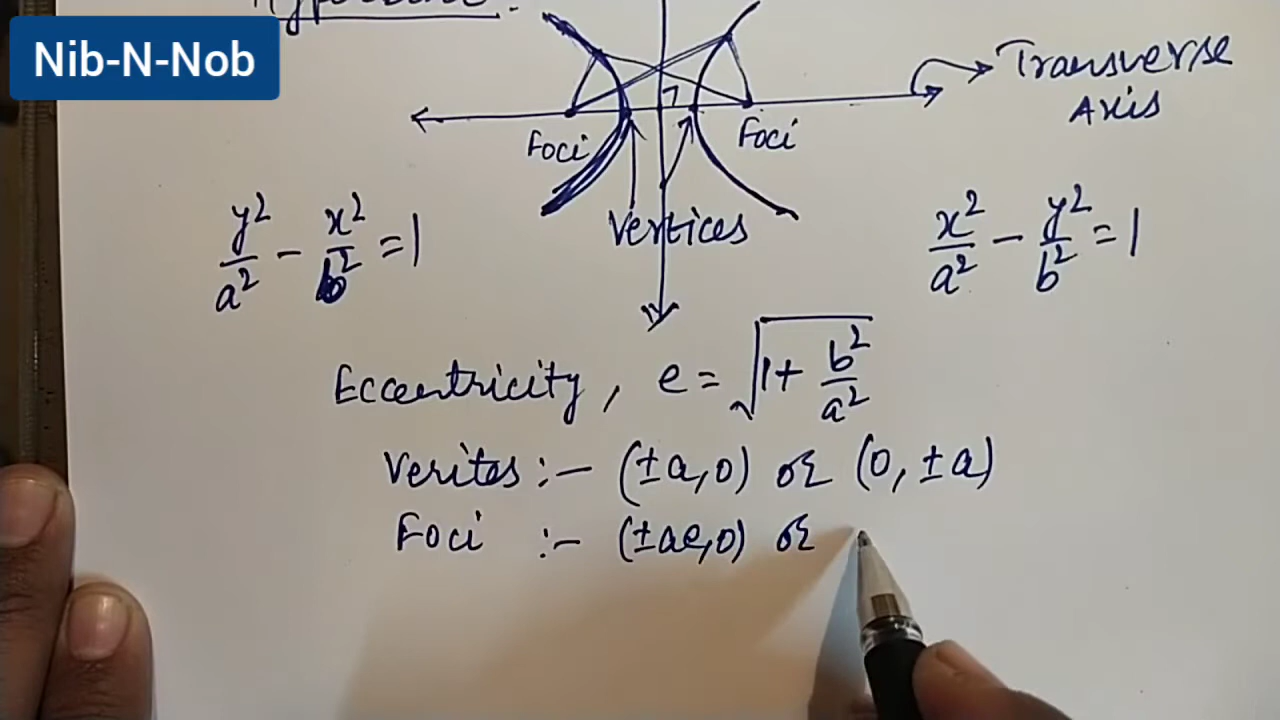 Nib-N-Nob
Transverse
Axis
Foci
Foci
Vertices
y²/a² - x²/b² = 1
x²/a² - y²/b² = 1
Eccentricity, e = √(1 + b²/a²)
Verites :- (±a,0) or (0, ±a)
Foci :- (±ae,0) or